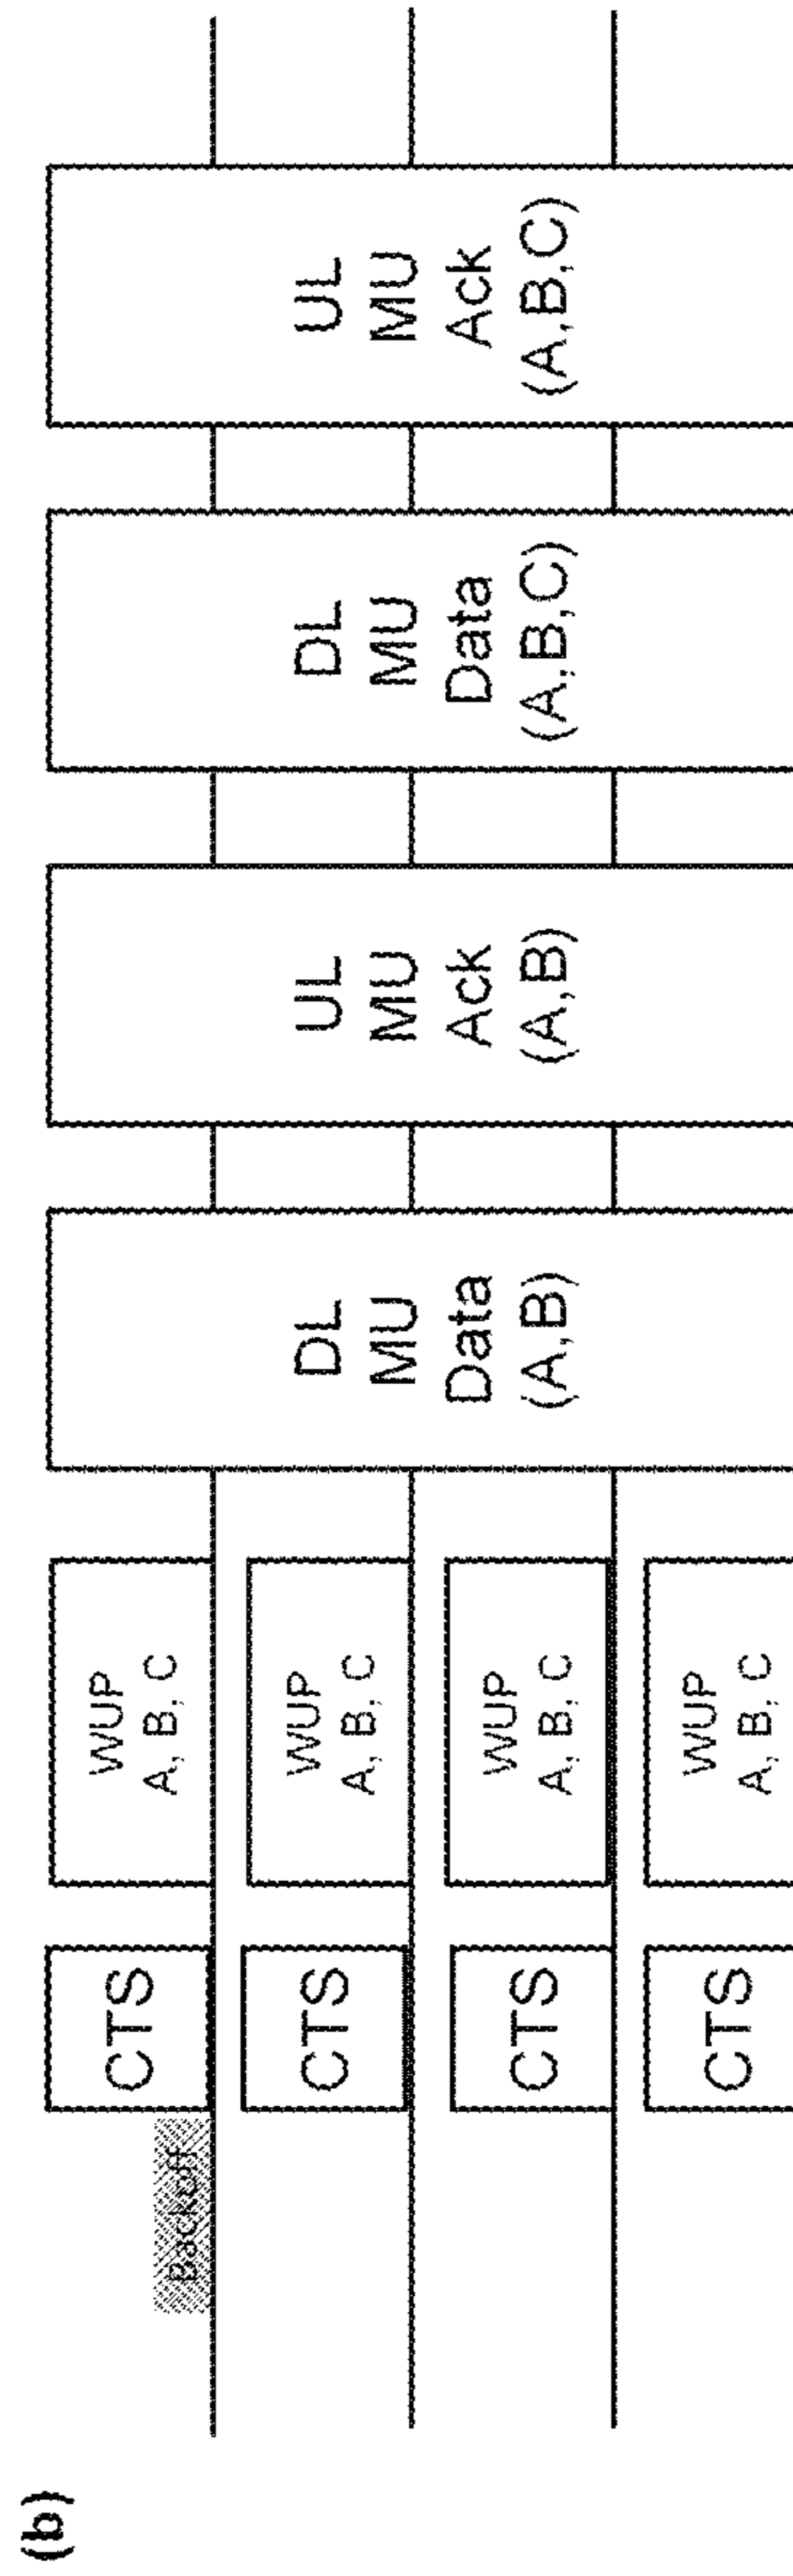 (b)
Backoff
CTS
CTS
CTS
CTS
WUP
A, B, C
WUP
A, B, C
WUP
A, B, C
WUP
A, B, C
DL
MU
Data
(A,B)
UL
MU
Ack
(A,B)
DL
MU
Data
(A,B,C)
UL
MU
Ack
(A,B,C)